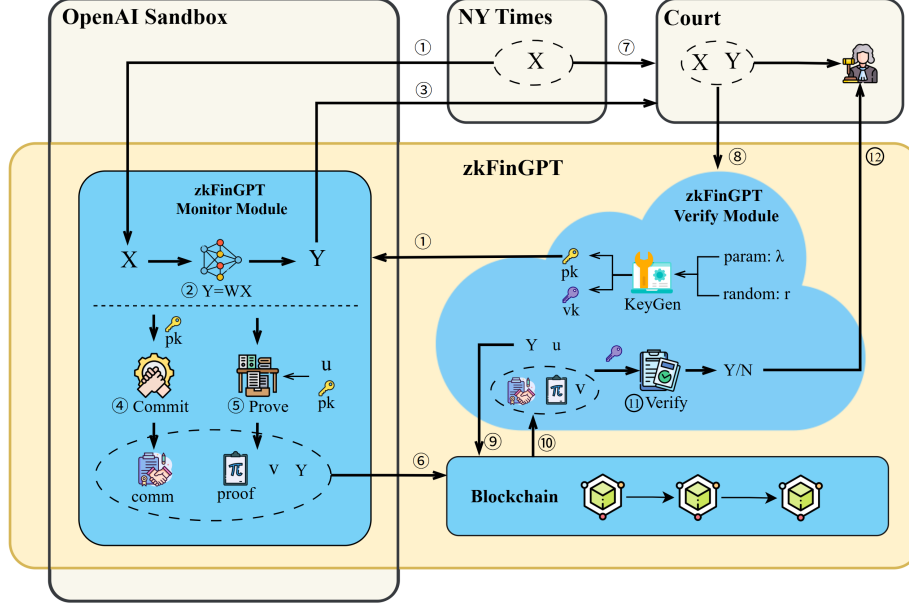 OpenAI Sandbox
NY Times
Court
①
X
⑦
X Y
③
zkFinGPT
⑧
⑫
zkFinGPT
Monitor Module
zkFinGPT
Verify Module
①
X
Y
② Y=WX
pk
vk
KeyGen
param: λ
random: r
pk
u
pk
④ Commit
⑤ Prove
Y u
π
V
⑪ Verify
Y/N
⑨
⑩
π
comm
proof
V Y
⑥
Blockchain